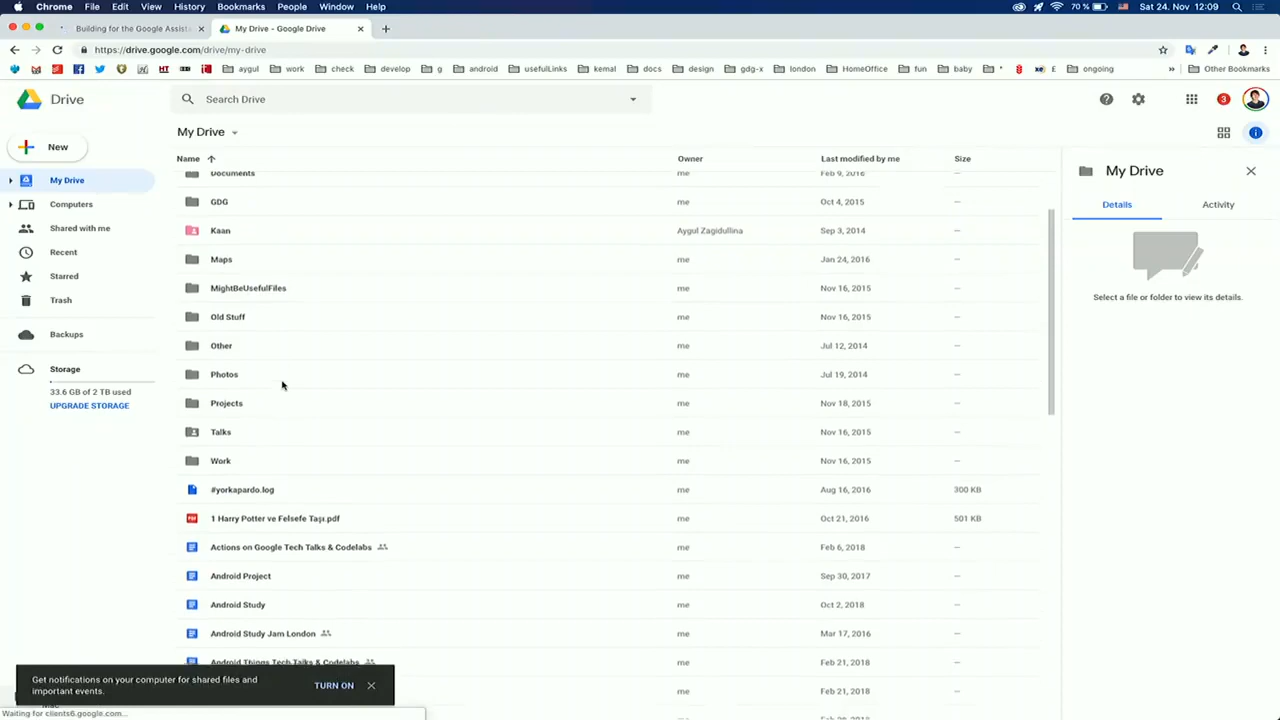 Chrome File Edit View History Bookmarks People Window Help 70 % Sat 24. Nov 12:09
Building for the Google Assist
My Drive - Google Drive
https://drive.google.com/drive/my-drive
aygul work check develop g android usefulLinks kemal docs design gdg-x london HomeOffice fun baby * ongoing » Other Bookmarks
Drive
Search Drive
3
New
My Drive
Name Owner Last modified by me Size
My Drive
Computers
Shared with me
Recent
Starred
Trash
Backups
Storage
33.6 GB of 2 TB used
UPGRADE STORAGE
Documents me Feb 9, 2016
GDG me Oct 4, 2015 –
Kaan Aygul Zagidullina Sep 3, 2014 –
Maps me Jan 24, 2016 –
MightBeUsefulFiles me Nov 16, 2015 –
Old Stuff me Nov 16, 2015 –
Other me Jul 12, 2014 –
Photos me Jul 19, 2014 –
Projects me Nov 18, 2015 –
Talks me Nov 16, 2015 –
Work me Nov 16, 2015 –
#yorkapardo.log me Aug 16, 2016 300 KB
1 Harry Potter ve Felsefe Taşı.pdf me Oct 21, 2016 501 KB
Actions on Google Tech Talks & Codelabs me Feb 6, 2018 –
Android Project me Sep 30, 2017 –
Android Study me Oct 2, 2018 –
Android Study Jam London me Mar 17, 2016 –
Android Things Tech Talks & Codelabs me Feb 21, 2018 –
me Feb 21, 2018 –
My Drive
Details Activity
Select a file or folder to view its details.
Get notifications on your computer for shared files and
important events.
TURN ON
Waiting for clients6.google.com...